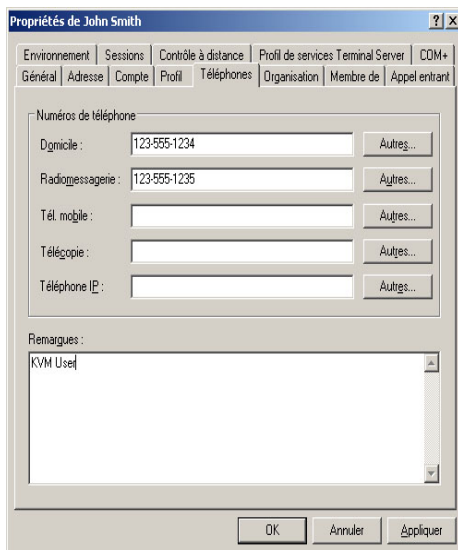 Propriétés de John Smith
Environnement Sessions Contrôle à distance Profil de services Terminal Server COM+
Général Adresse Compte Profil Téléphones Organisation Membre de Appel entrant
Numéros de téléphone
Domicile : 123-555-1234 Autres...
Radiomessagerie : 123-555-1235 Autres...
Tél. mobile : Autres...
Télécopie : Autres...
Téléphone IP : Autres...
Remarques :
KVM User
OK Annuler Appliquer